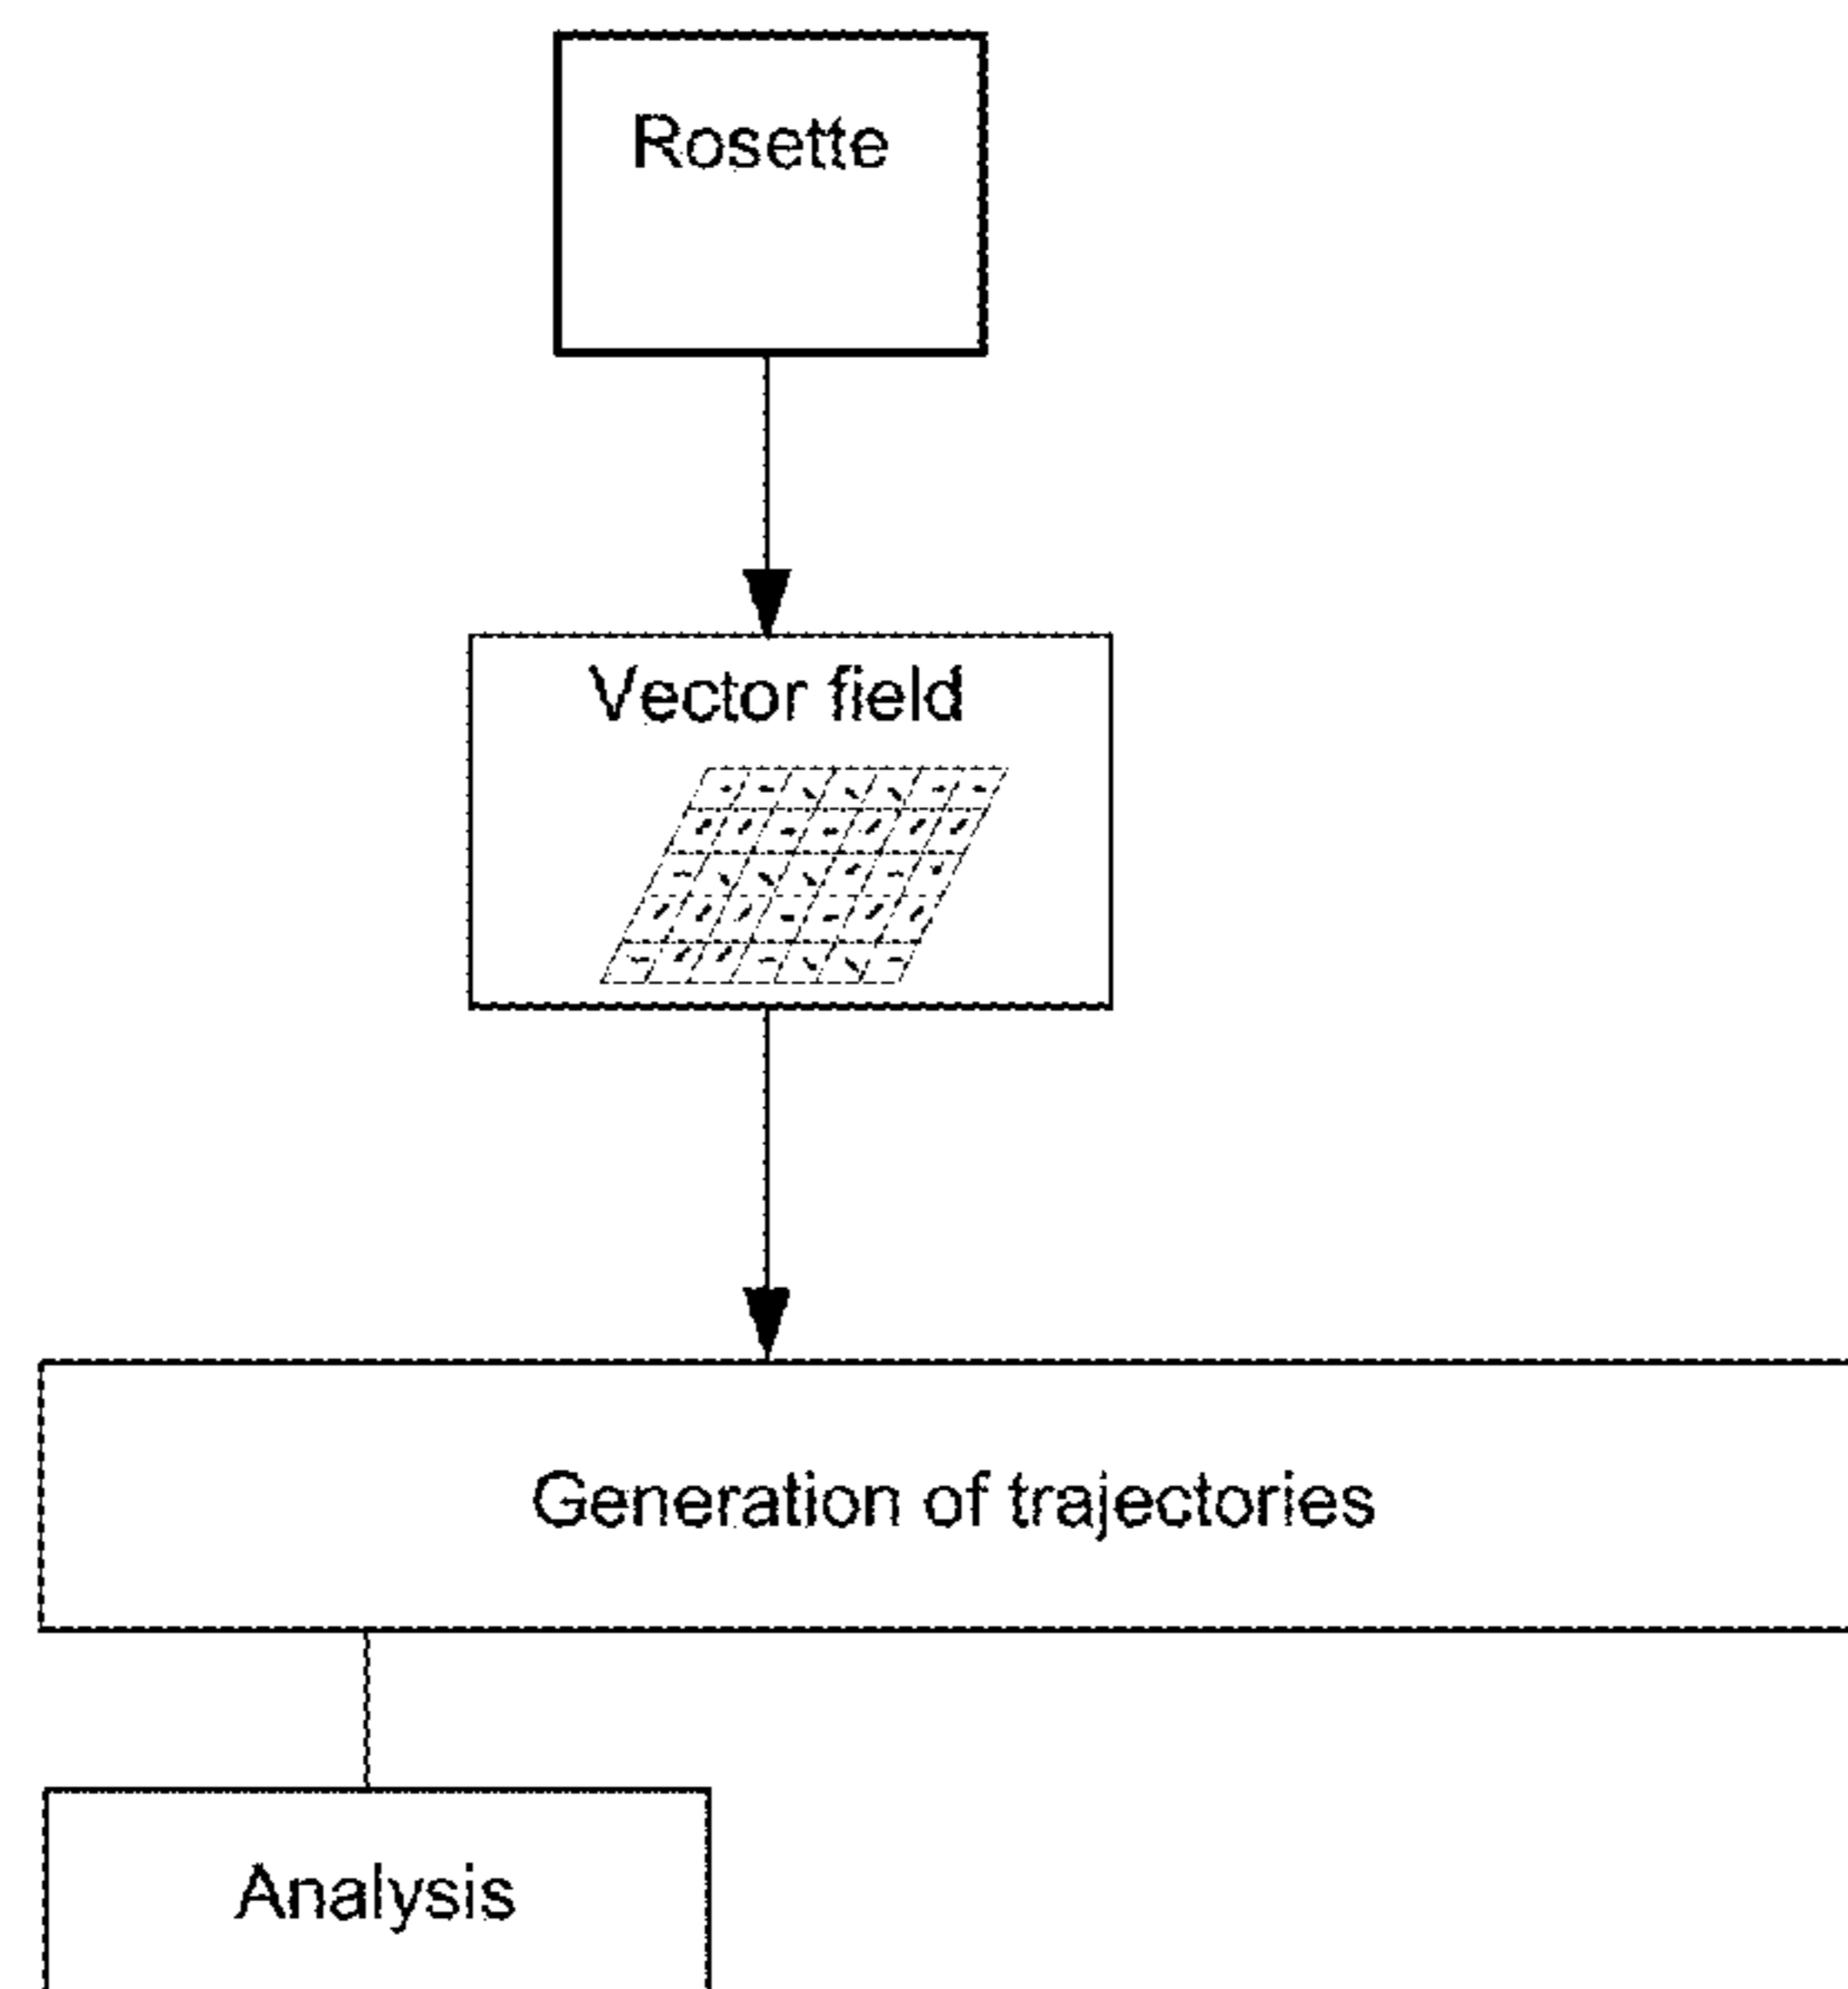 Rosette
Vector field
Generation of trajectories
Analysis